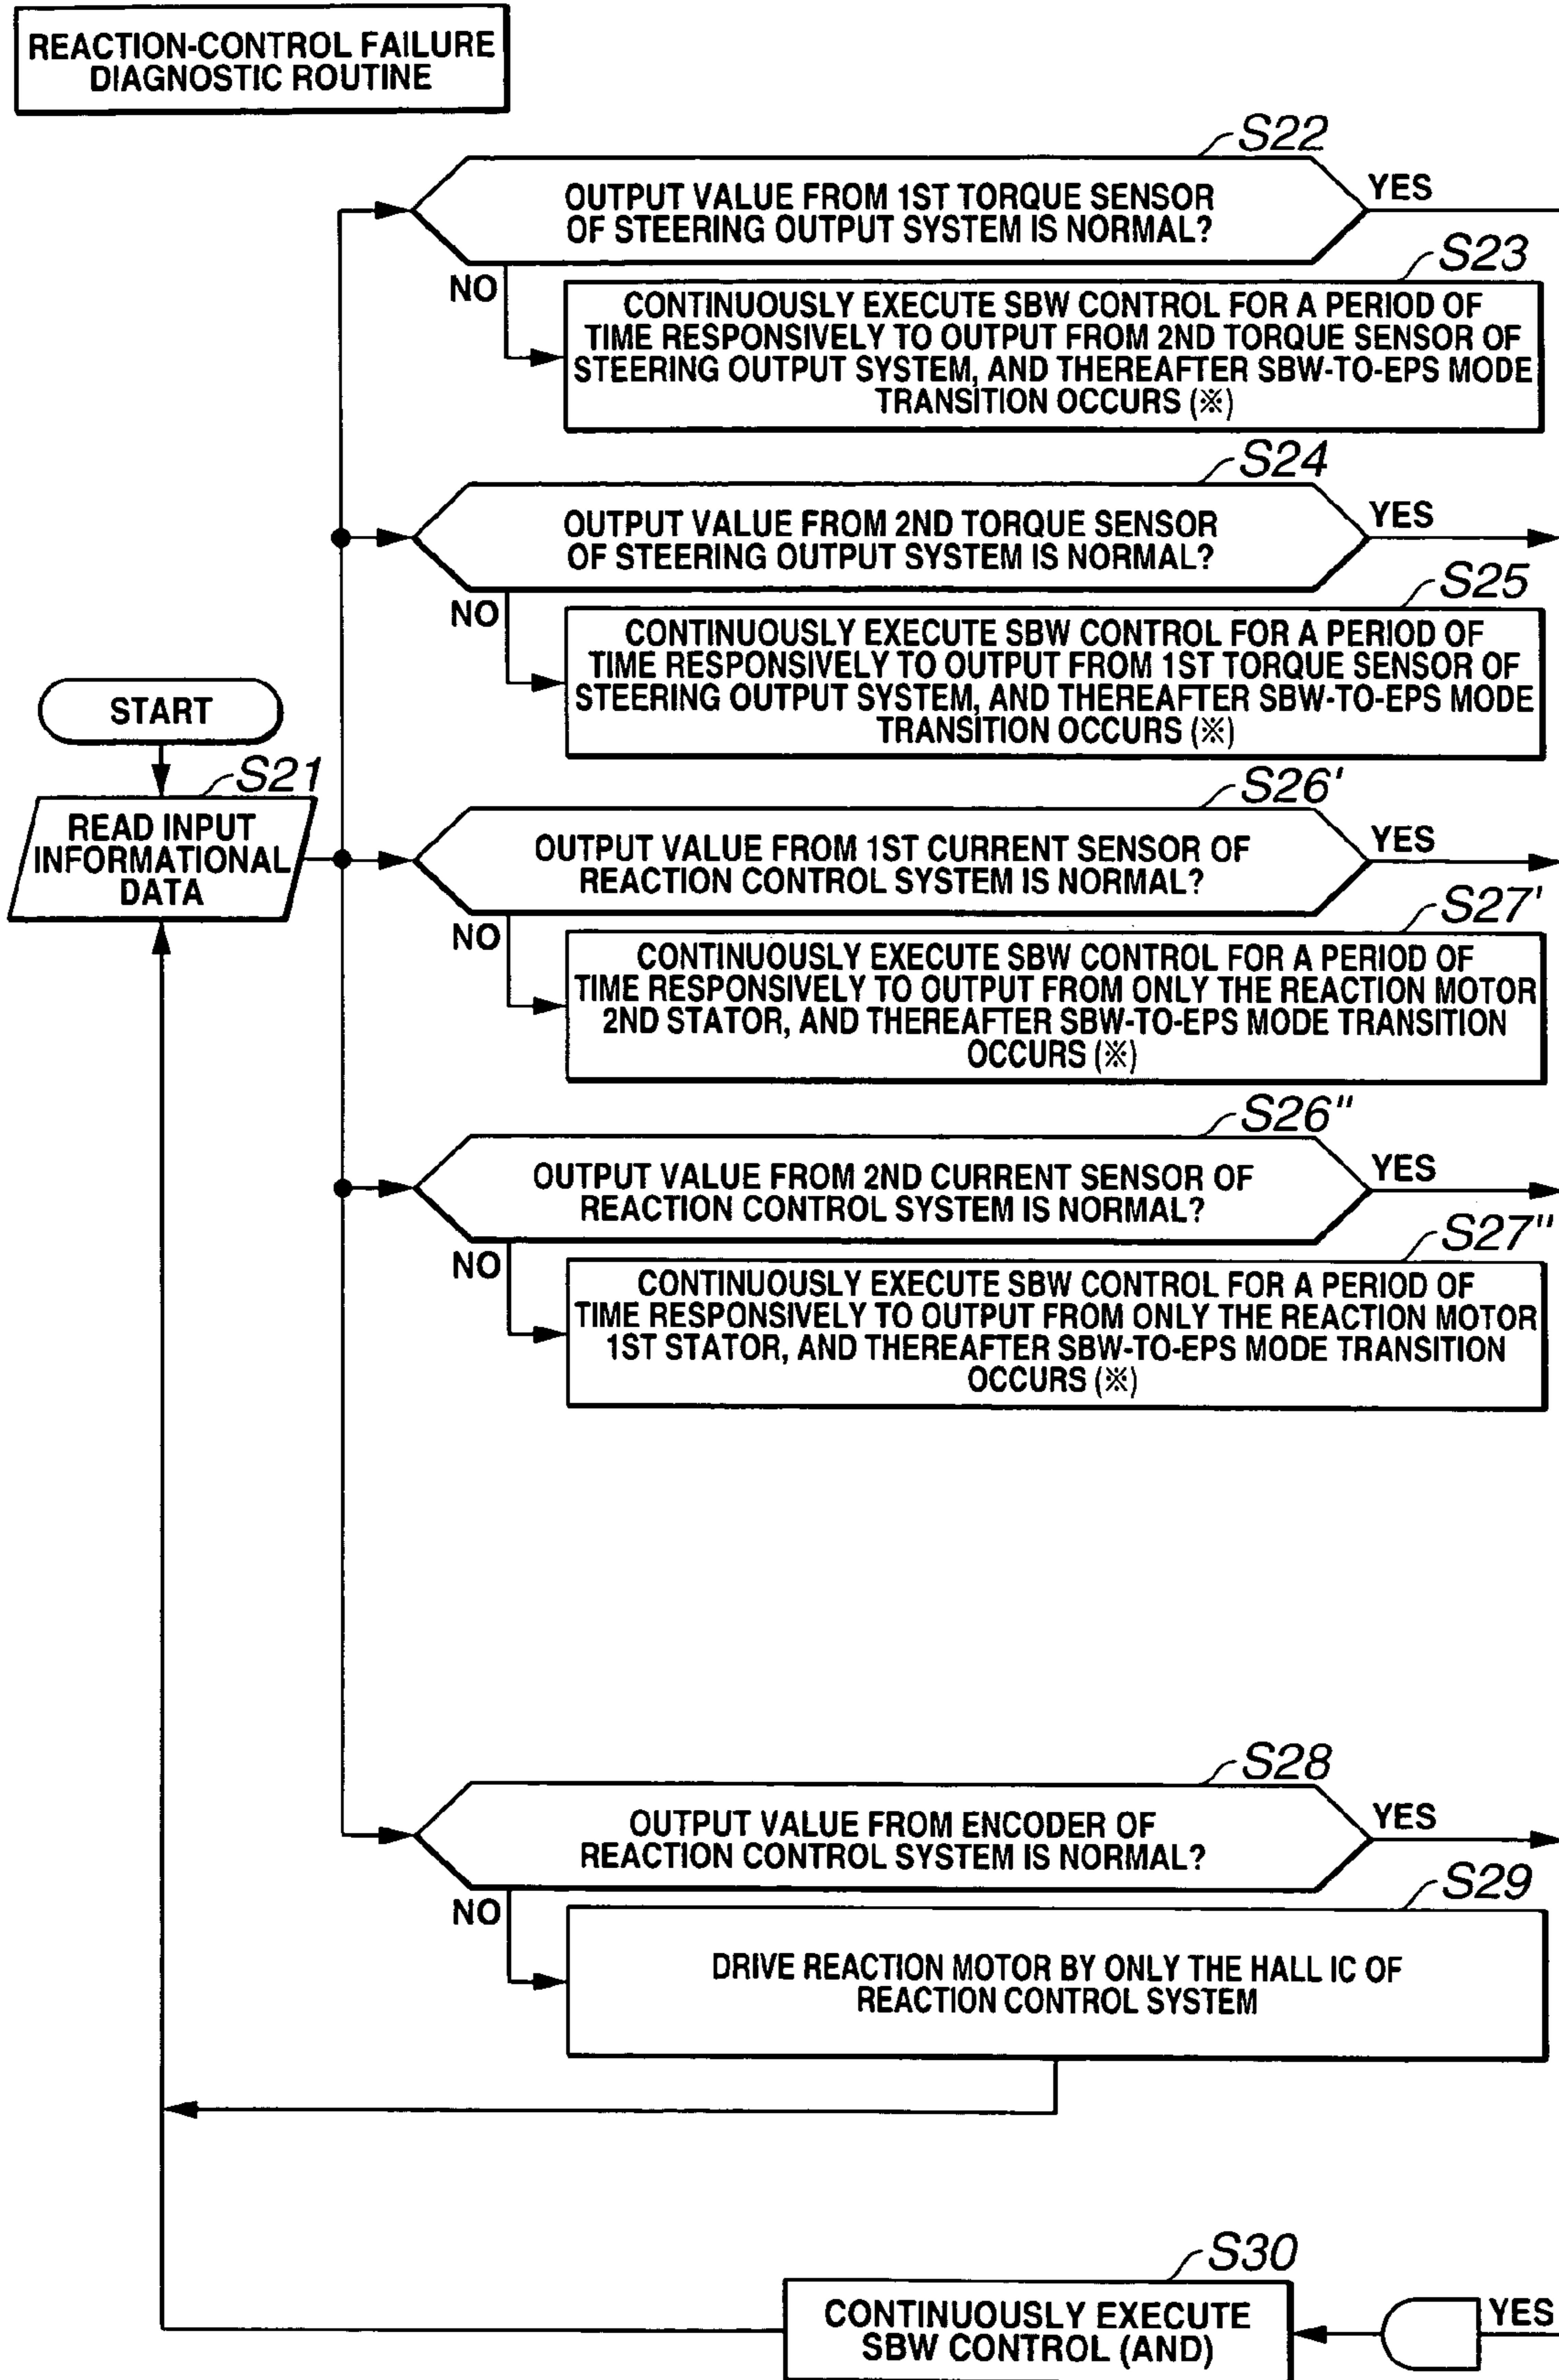 REACTION-CONTROL FAILURE
DIAGNOSTIC ROUTINE
S22
OUTPUT VALUE FROM 1ST TORQUE SENSOR
OF STEERING OUTPUT SYSTEM IS NORMAL?
YES
NO
S23
CONTINUOUSLY EXECUTE SBW CONTROL FOR A PERIOD OF
TIME RESPONSIVELY TO OUTPUT FROM 2ND TORQUE SENSOR OF
STEERING OUTPUT SYSTEM, AND THEREAFTER SBW-TO-EPS MODE
TRANSITION OCCURS (※)
S24
OUTPUT VALUE FROM 2ND TORQUE SENSOR
OF STEERING OUTPUT SYSTEM IS NORMAL?
YES
NO
S25
CONTINUOUSLY EXECUTE SBW CONTROL FOR A PERIOD OF
TIME RESPONSIVELY TO OUTPUT FROM 1ST TORQUE SENSOR OF
STEERING OUTPUT SYSTEM, AND THEREAFTER SBW-TO-EPS MODE
TRANSITION OCCURS (※)
START
S21
READ INPUT
INFORMATIONAL
DATA
S26'
OUTPUT VALUE FROM 1ST CURRENT SENSOR OF
REACTION CONTROL SYSTEM IS NORMAL?
YES
NO
S27'
CONTINUOUSLY EXECUTE SBW CONTROL FOR A PERIOD OF
TIME RESPONSIVELY TO OUTPUT FROM ONLY THE REACTION MOTOR
2ND STATOR, AND THEREAFTER SBW-TO-EPS MODE TRANSITION
OCCURS (※)
S26"
OUTPUT VALUE FROM 2ND CURRENT SENSOR OF
REACTION CONTROL SYSTEM IS NORMAL?
YES
NO
S27"
CONTINUOUSLY EXECUTE SBW CONTROL FOR A PERIOD OF
TIME RESPONSIVELY TO OUTPUT FROM ONLY THE REACTION MOTOR
1ST STATOR, AND THEREAFTER SBW-TO-EPS MODE TRANSITION
OCCURS (※)
S28
OUTPUT VALUE FROM ENCODER OF
REACTION CONTROL SYSTEM IS NORMAL?
YES
NO
S29
DRIVE REACTION MOTOR BY ONLY THE HALL IC OF
REACTION CONTROL SYSTEM
S30
CONTINUOUSLY EXECUTE
SBW CONTROL (AND)
YES